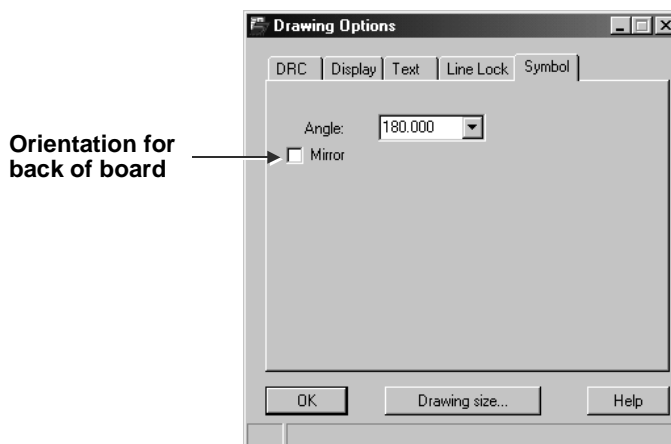 Drawing Options
DRC Display Text Line Lock Symbol
Angle: 180.000
Orientation for
back of board
Mirror
OK Drawing size... Help